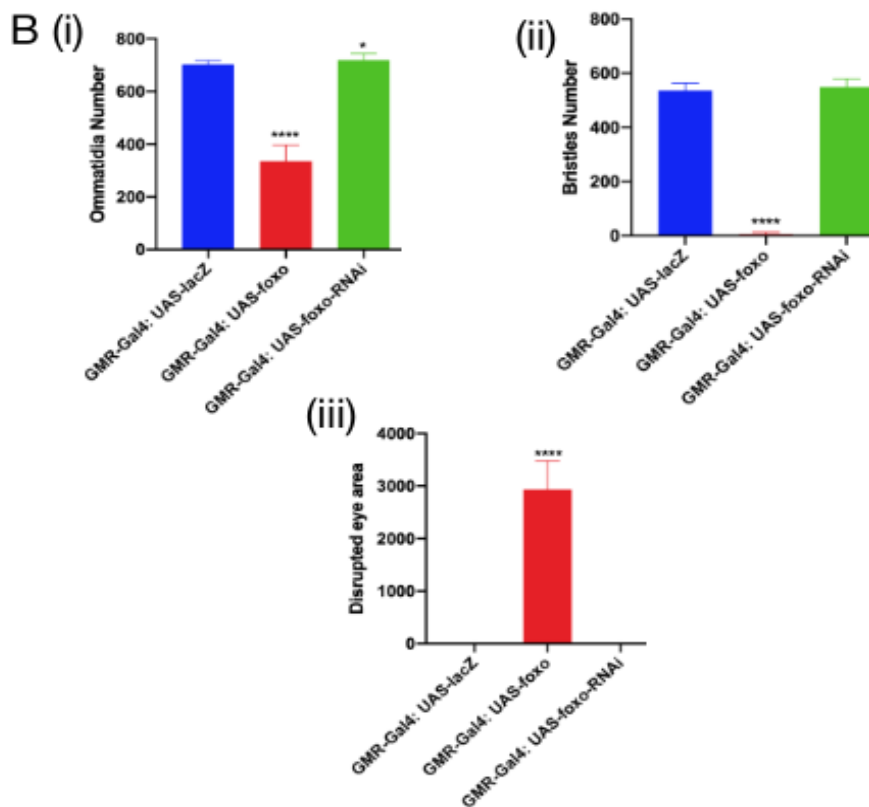 B (i)
800
600
400
200
0
Ommatidia Number
****
*
GMR-Gal4: UAS-lacZ
GMR-Gal4: UAS-foxo
GMR-Gal4: UAS-foxo-RNAi
(ii)
800
600
400
200
0
Bristles Number
****
GMR-Gal4: UAS-lacZ
GMR-Gal4: UAS-foxo
GMR-Gal4: UAS-foxo-RNAi
(iii)
4000
3000
2000
1000
0
Disrupted eye area
****
GMR-Gal4: UAS-lacZ
GMR-Gal4: UAS-foxo
GMR-Gal4: UAS-foxo-RNAi